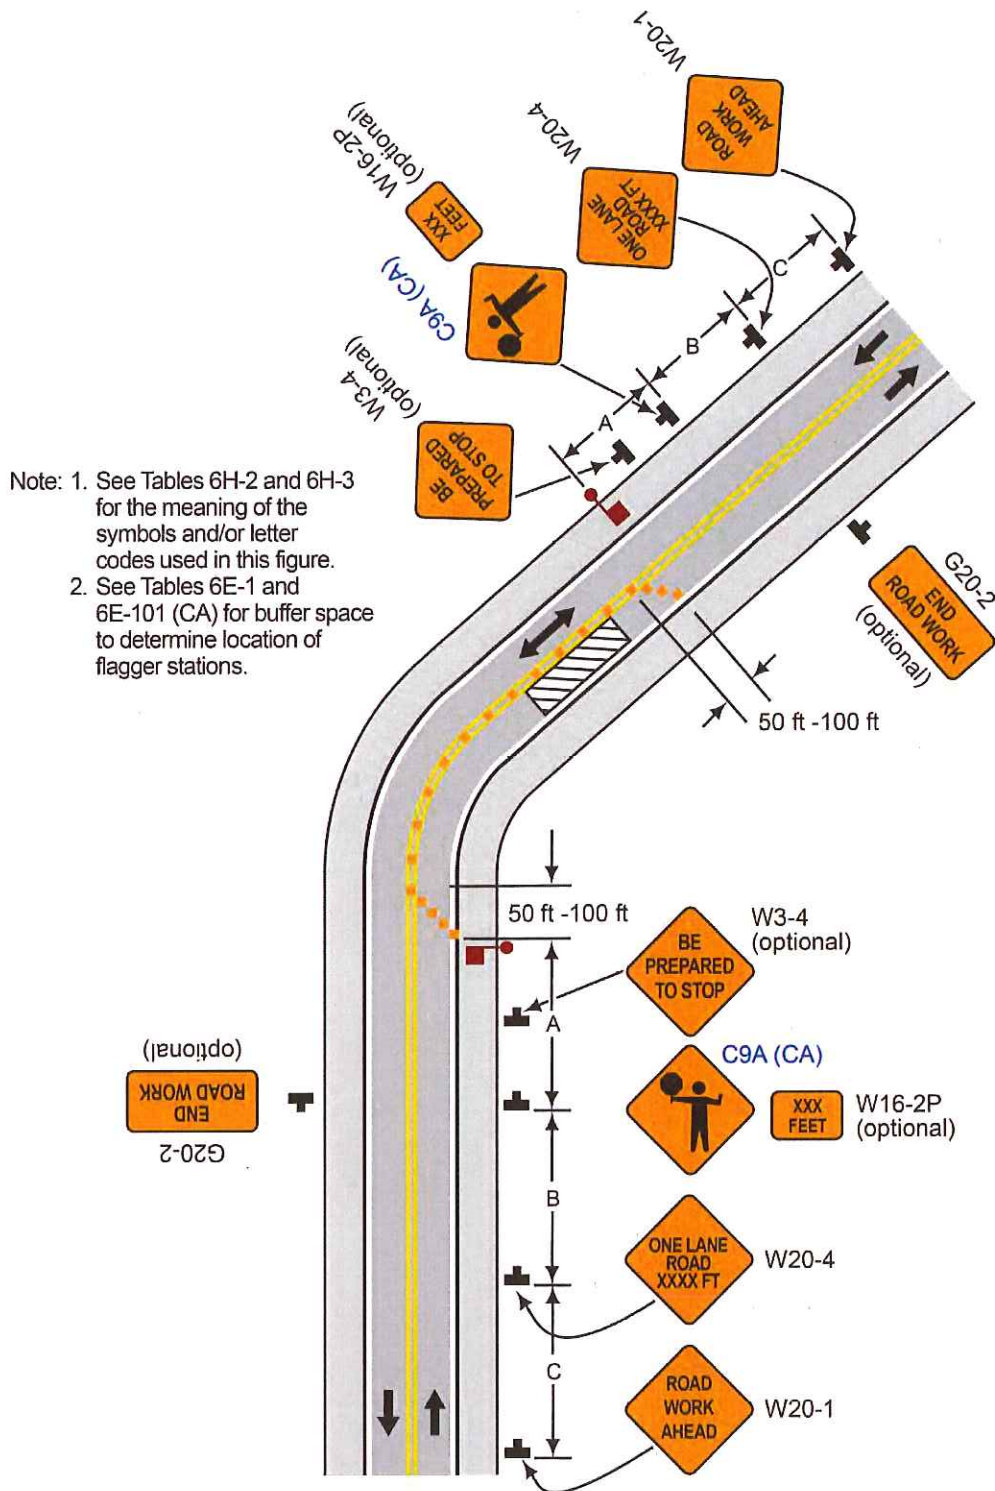 W20-1
ROAD
WORK
AHEAD
W20-4
ONE LANE
ROAD
XXXX FT
W16-2P
(optional)
XXX
FEET
C9A (CA)
W3-4
(optional)
BE
PREPARED
TO STOP
C
B
A
Note: 1. See Tables 6H-2 and 6H-3
for the meaning of the
symbols and/or letter
codes used in this figure.
2. See Tables 6E-1 and
6E-101 (CA) for buffer space
to determine location of
flagger stations.
G20-2
END
ROAD WORK
(optional)
50 ft -100 ft
50 ft -100 ft
A
BE
PREPARED
TO STOP
W3-4
(optional)
G20-2
END
ROAD WORK
(optional)
C9A (CA)
XXX
FEET
W16-2P
(optional)
B
ONE LANE
ROAD
XXXX FT
W20-4
C
ROAD
WORK
AHEAD
W20-1